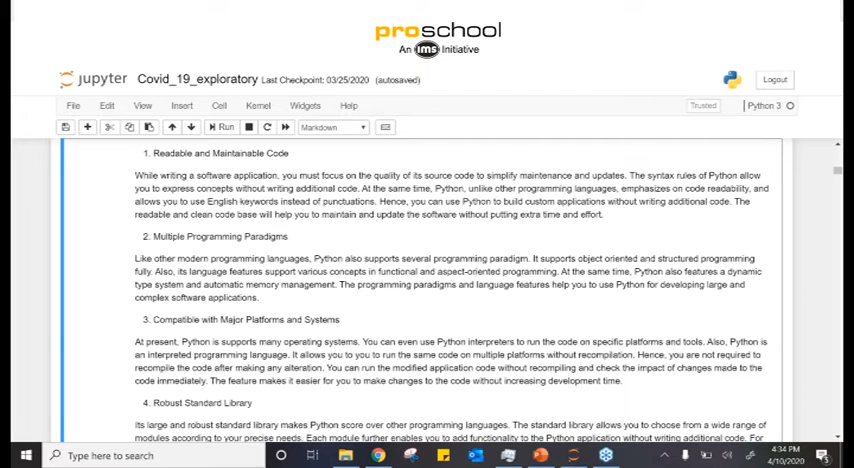 proschool
An ims Initiative
jupyter Covid_19_exploratory Last Checkpoint: 03/25/2020 (autosaved)
Logout
File Edit View Insert Cell Kernel Widgets Help
Trusted Python 3
Run Markdown
1. Readable and Maintainable Code
While writing a software application, you must focus on the quality of its source code to simplify maintenance and updates. The syntax rules of Python allow
you to express concepts without writing additional code. At the same time, Python, unlike other programming languages, emphasizes on code readability, and
allows you to use English keywords instead of punctuations. Hence, you can use Python to build custom applications without writing additional code. The
readable and clean code base will help you to maintain and update the software without putting extra time and effort.
2. Multiple Programming Paradigms
Like other modern programming languages, Python also supports several programming paradigm. It supports object oriented and structured programming
fully. Also, its language features support various concepts in functional and aspect-oriented programming. At the same time, Python also features a dynamic
type system and automatic memory management. The programming paradigms and language features help you to use Python for developing large and
complex software applications.
3. Compatible with Major Platforms and Systems
At present, Python is supports many operating systems. You can even use Python interpreters to run the code on specific platforms and tools. Also, Python is
an interpreted programming language. It allows you to you to run the same code on multiple platforms without recompilation. Hence, you are not required to
recompile the code after making any alteration. You can run the modified application code without recompiling and check the impact of changes made to the
code immediately. The feature makes it easier for you to make changes to the code without increasing development time.
4. Robust Standard Library
Its large and robust standard library makes Python score over other programming languages. The standard library allows you to choose from a wide range of
modules according to your precise needs. Each module further enables you to add functionality to the Python application without writing additional code. For
Type here to search
4:34 PM
4/10/2020
5